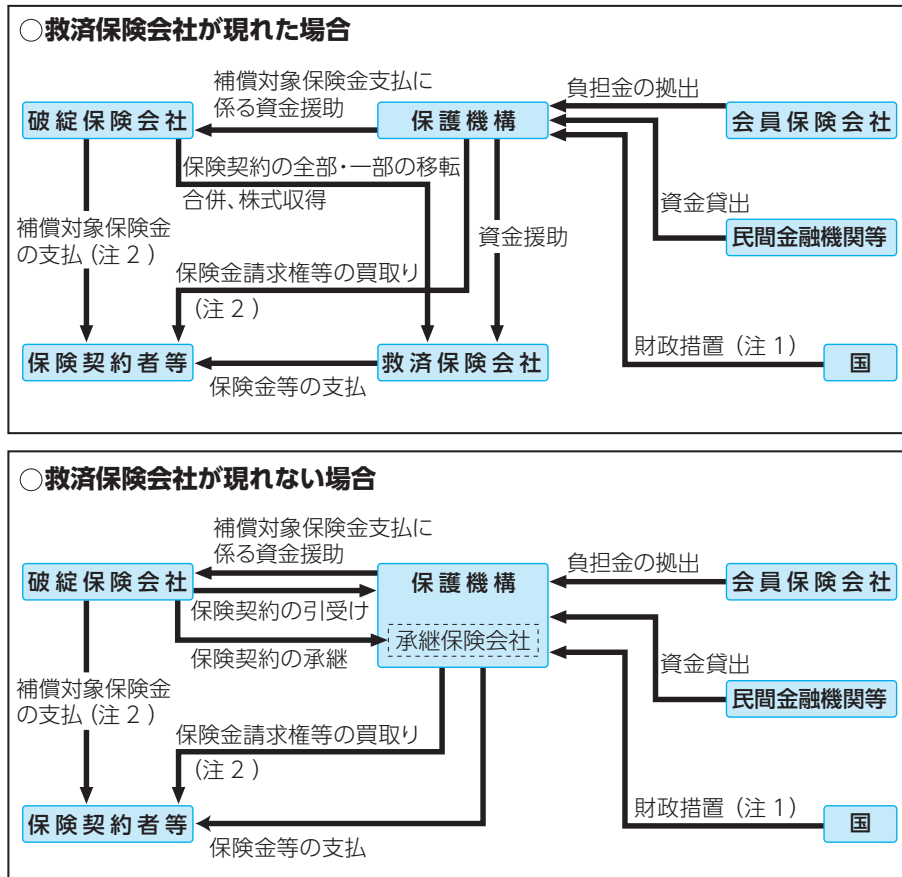 ○救済保険会社が現れた場合
補償対象保険金支払に
係る資金援助
負担金の拠出
破綻保険会社
保護機構
会員保険会社
保険契約の全部・一部の移転
合併、株式取得
資金貸出
補償対象保険金
の支払(注2)
資金援助
民間金融機関等
保険金請求権等の買取り
(注2)
財政措置(注1)
保険契約者等
救済保険会社
国
保険金等の支払
○救済保険会社が現れない場合
補償対象保険金支払に
係る資金援助
負担金の拠出
破綻保険会社
保護機構
会員保険会社
保険契約の引受け
承継保険会社
保険契約の承継
資金貸出
補償対象保険金
の支払(注2)
民間金融機関等
保険金請求権等の買取り
(注2)
財政措置(注1)
保険契約者等
国
保険金等の支払